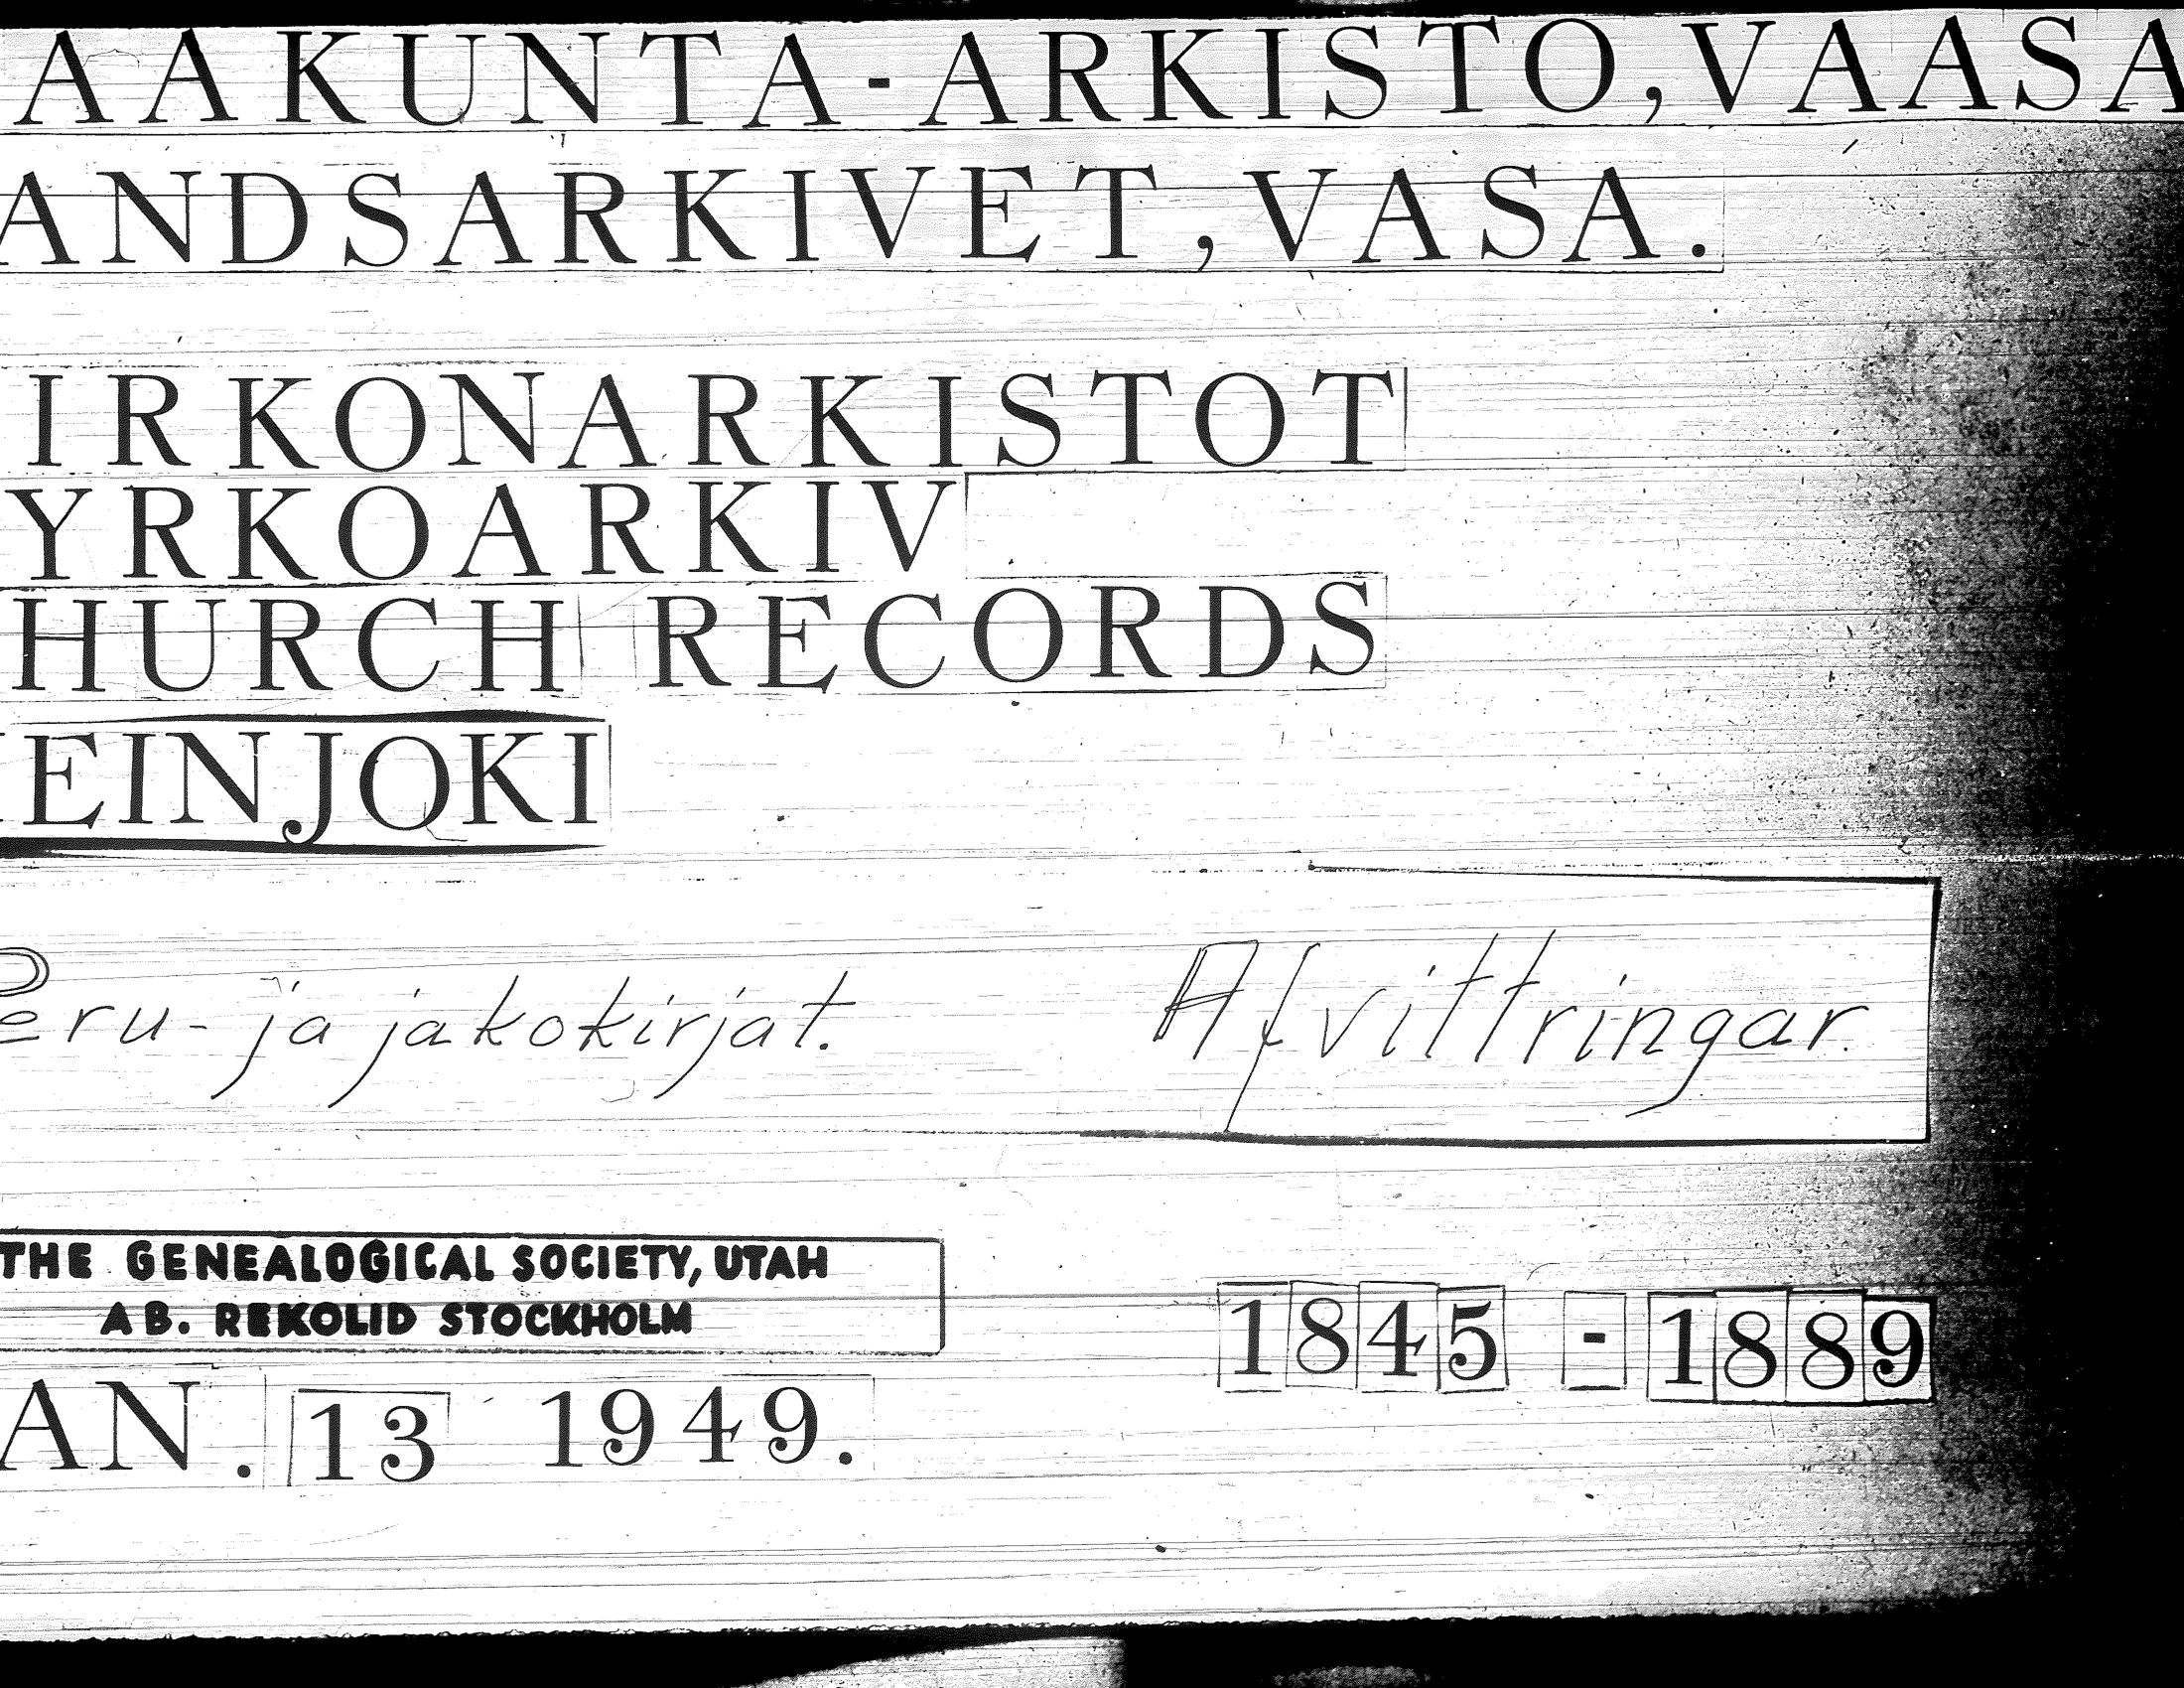 AAKUNTA-ARKISTO, VAASA
ANDSARKIVET, VASA.
IRKONARKISTOT
YRKOARKIV
HURCH RECORDS
EINJOKI
Peru- ja jakokirjat. Afvittringar.
THE GENEALOGICAL SOCIETY, UTAH
AB. REKOLID STOCKHOLM
1845 - 1889
AN. 13 1949.